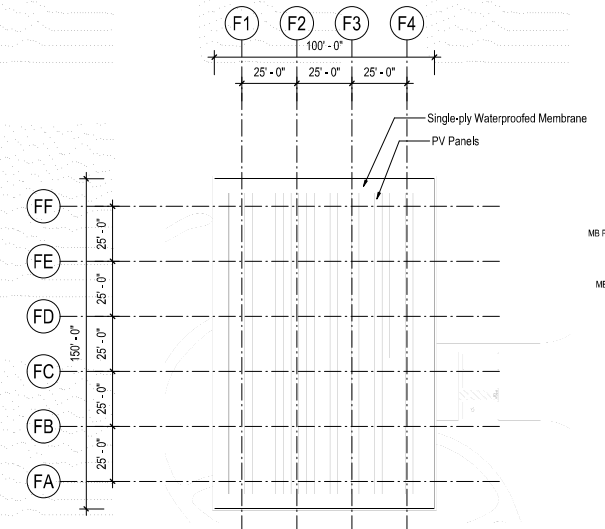 F1 F2 F3 F4
100' - 0"
25' - 0" 25' - 0" 25' - 0"
Single-ply Waterproofed Membrane
PV Panels
FF
25' - 0"
FE
25' - 0"
FD
150' - 0"
25' - 0"
FC
25' - 0"
FB
25' - 0"
FA